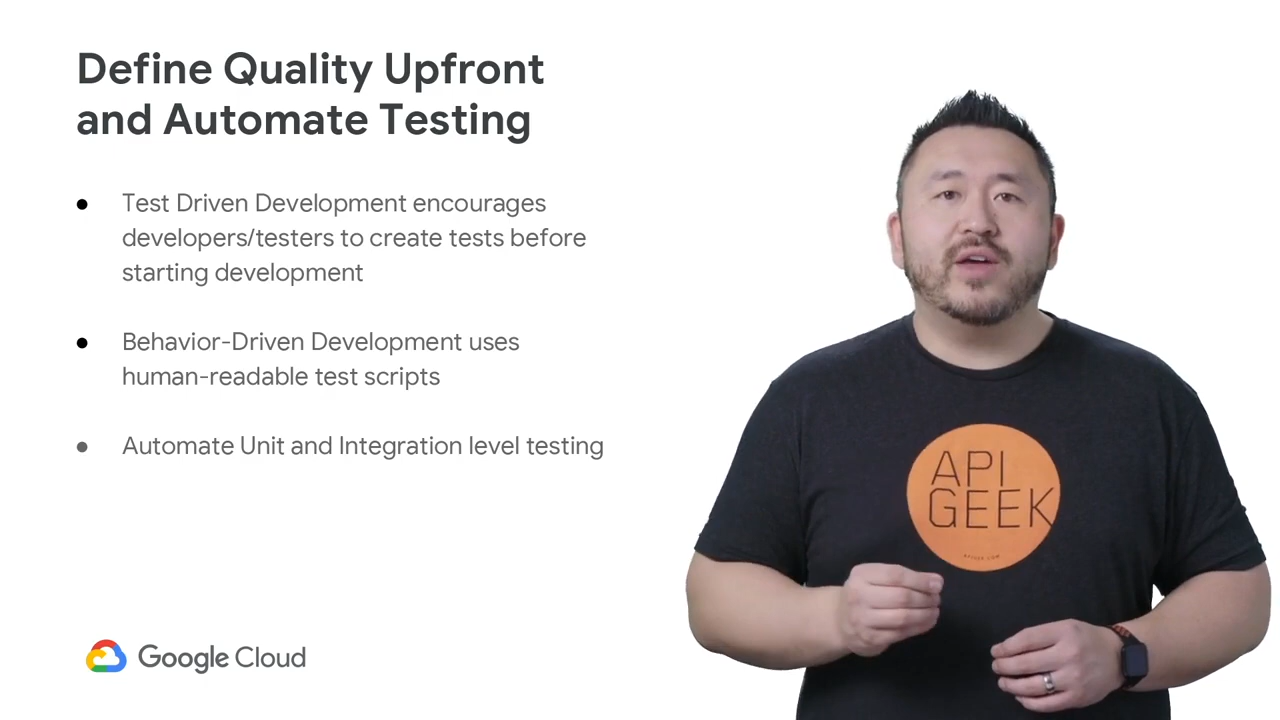 Define Quality Upfront
and Automate Testing
● Test Driven Development encourages
developers/testers to create tests before
starting development
● Behavior-Driven Development uses
human-readable test scripts
● Automate Unit and Integration level testing
API
GEEK
Google Cloud